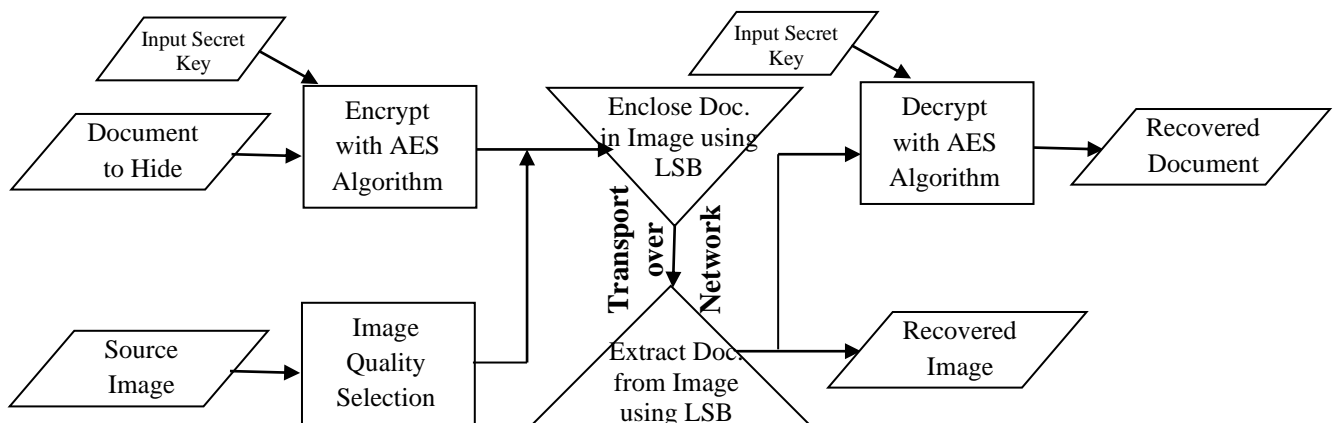 Input Secret
Key
Document
to Hide
Encrypt
with AES
Algorithm
Source
Image
Image
Quality
Selection
Enclose Doc.
in Image using
LSB
Transport
over
Network
Extract Doc.
from Image
using LSB
Input Secret
Key
Decrypt
with AES
Algorithm
Recovered
Document
Recovered
Image